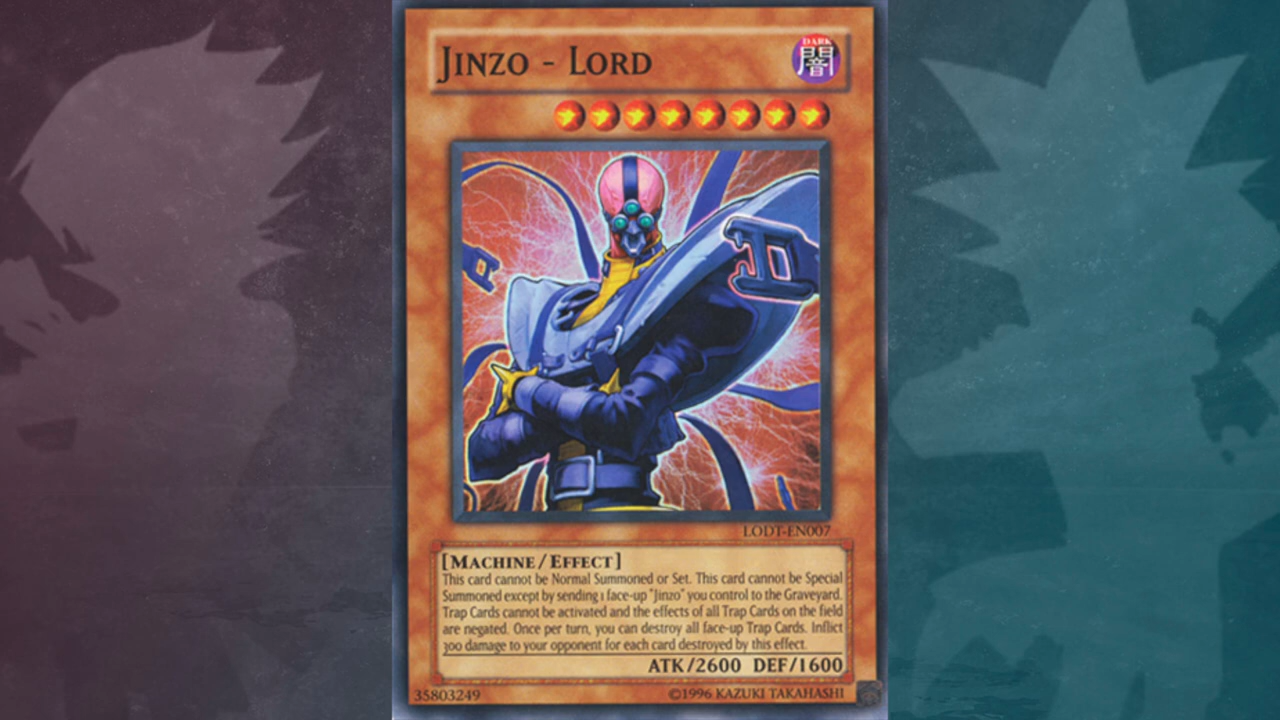 JINZO - LORD
DARK
闇
LODT-EN007
[MACHINE/EFFECT]
This card cannot be Normal Summoned or Set. This card cannot be Special
Summoned except by sending 1 face-up "Jinzo" you control to the Graveyard.
Trap Cards cannot be activated and the effects of all Trap Cards on the field
are negated. Once per turn, you can destroy all face-up Trap Cards. Inflict
300 damage to your opponent for each card destroyed by this effect.
ATK/2600 DEF/1600
35803249
©1996 KAZUKI TAKAHASHI